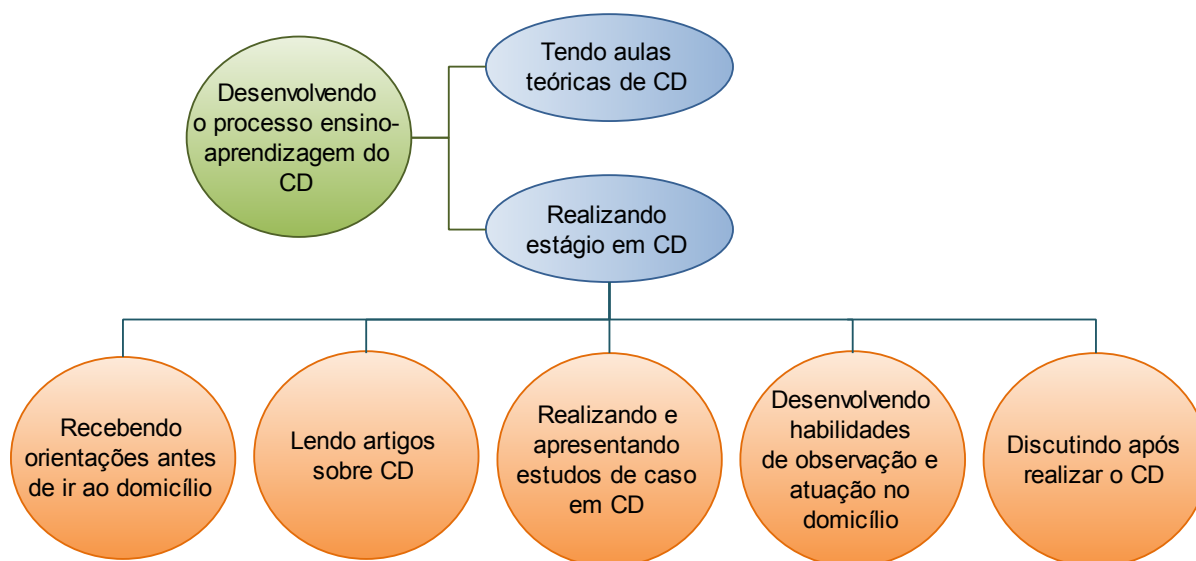 Desenvolvendo
o processo ensino-
aprendizagem do
CD
Tendo aulas
teóricas de CD
Realizando
estágio em CD
Recebendo
orientações antes
de ir ao domicílio
Lendo artigos
sobre CD
Realizando e
apresentando
estudos de caso
em CD
Desenvolvendo
habilidades
de observação e
atuação no
domicílio
Discutindo após
realizar o CD